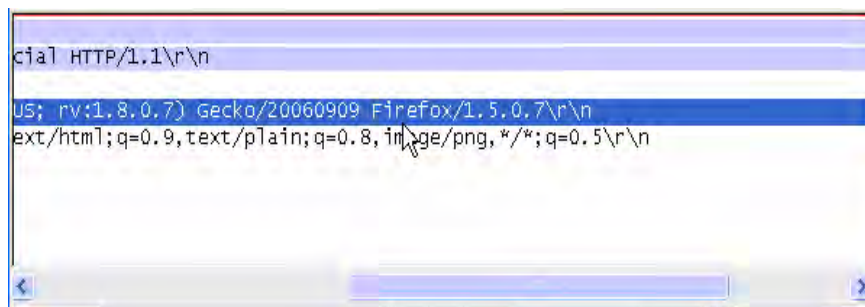 cial HTTP/1.1\r\n
US; rv:1.8.0.7) Gecko/20060909 Firefox/1.5.0.7\r\n
ext/html;q=0.9,text/plain;q=0.8,image/png,*/*;q=0.5\r\n